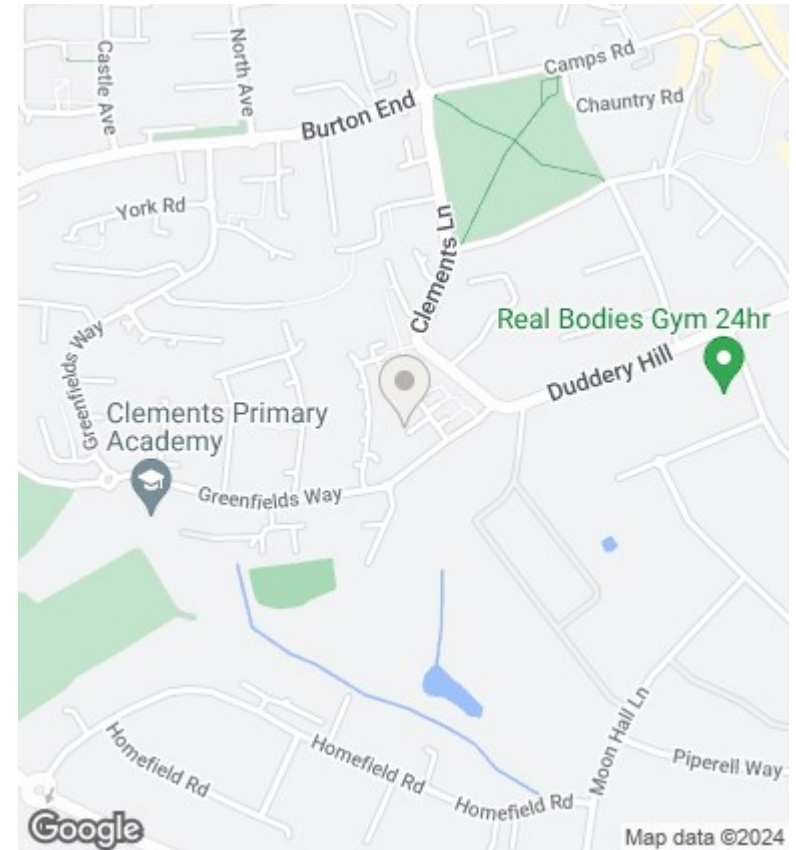 Castle Ave
North Ave
Camps Rd
Burton End
Chauntry Rd
York Rd
Clements Ln
Real Bodies Gym 24hr
Greenfields Way
Duddery Hill
Clements Primary
Academy
Greenfields Way
Moon Hall Ln
Homefield Rd
Homefield Rd
Piperell Way
Homefield Rd
Google
Map data ©2024